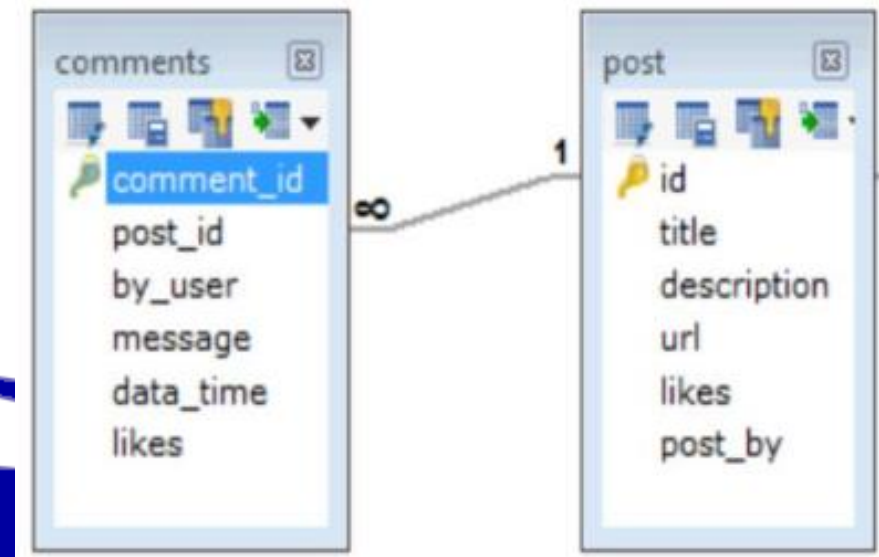 comments
comment_id
post_id
by_user
message
data_time
likes
∞
1
post
id
title
description
url
likes
post_by